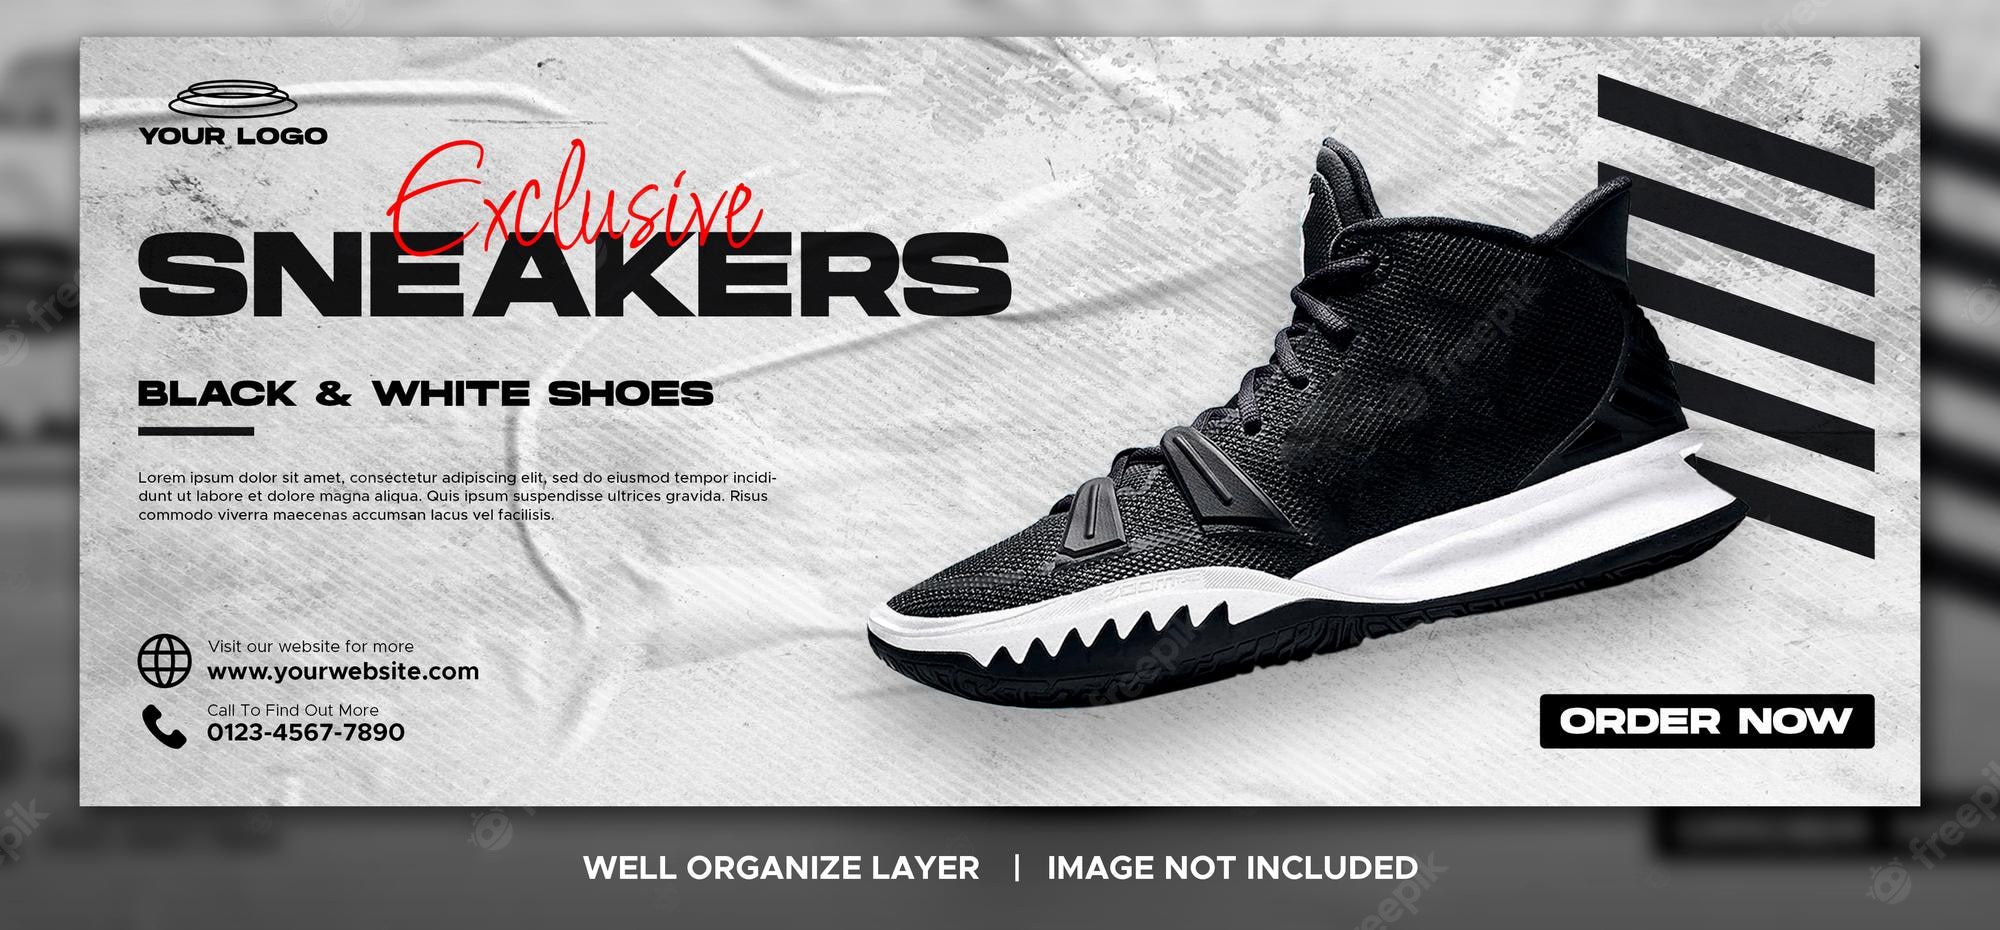 YOUR LOGO
Exclusive
SNEAKERS
BLACK & WHITE SHOES
Lorem ipsum dolor sit amet, consectetur adipiscing elit, sed do eiusmod tempor incidi-
dunt ut labore et dolore magna aliqua. Quis ipsum suspendisse ultrices gravida. Risus
commodo viverra maecenas accumsan lacus vel facilisis.
Visit our website for more
www.yourwebsite.com
Call To Find Out More
0123-4567-7890
ORDER NOW
WELL ORGANIZE LAYER | IMAGE NOT INCLUDED
freepik